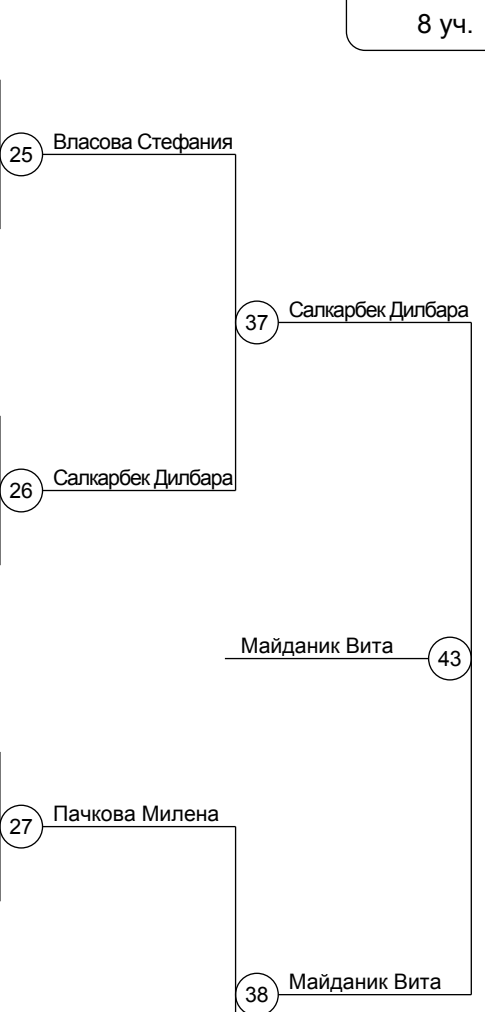 8 уч.
Власова Стефания
25
Салкарбек Дилбара
37
Салкарбек Дилбара
26
Майданик Вита
43
Пачкова Милена
27
Майданик Вита
38